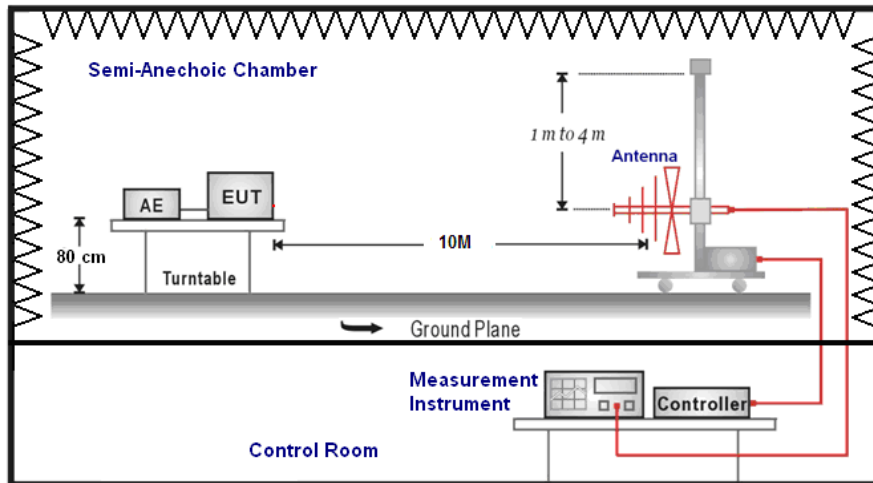 Semi-Anechoic Chamber
1 m to 4 m
Antenna
AE
EUT
10M
80 cm
Turntable
Ground Plane
Measurement
Instrument
Controller
Control Room